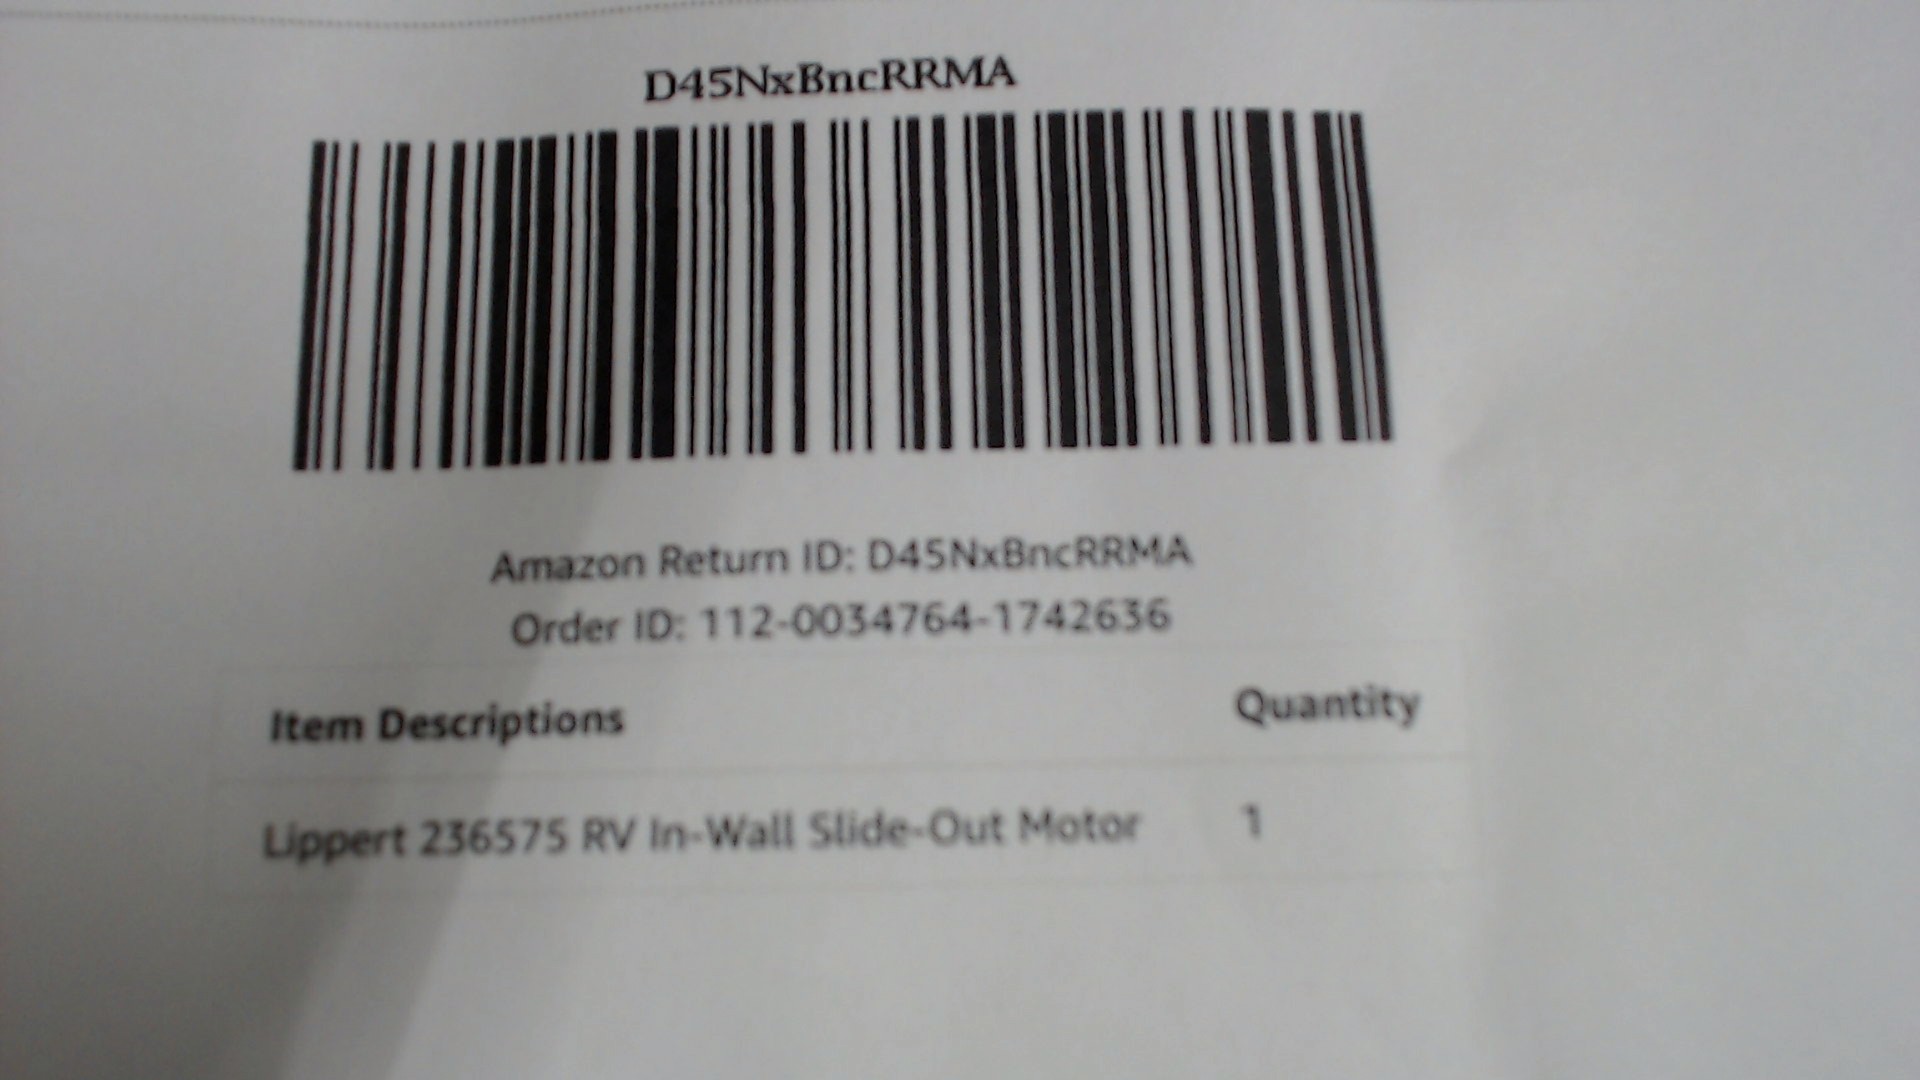 D45NxBncRRMA
Amazon Return ID: D45NxBncRRMA
Order ID: 112-0034764-1742636
Item Descriptions Quantity
Lippert 236575 RV In-Wall Slide-Out Motor 1